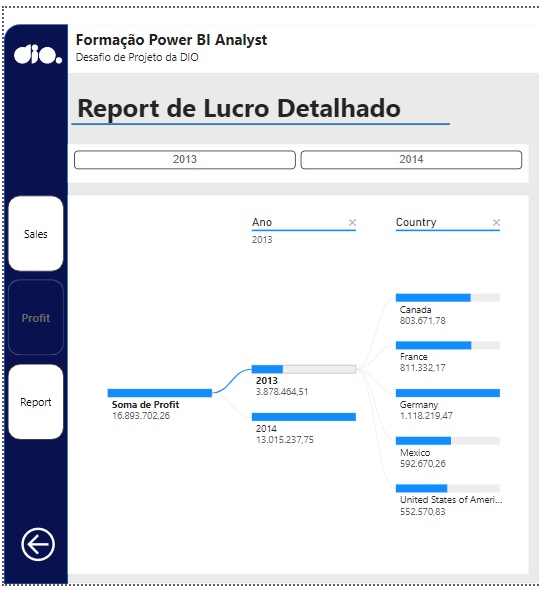 dio.
Formação Power BI Analyst
Desafio de Projeto da DIO
Report de Lucro Detalhado
2013
2014
Sales
Profit
Report
Ano
2013
Country
Soma de Profit
16.893.702,26
2013
3.878.464,51
2014
13.015.237,75
Canada
803.671,78
France
811.332,17
Germany
1.118.219,47
Mexico
592.670,26
United States of Ameri...
552.570,83